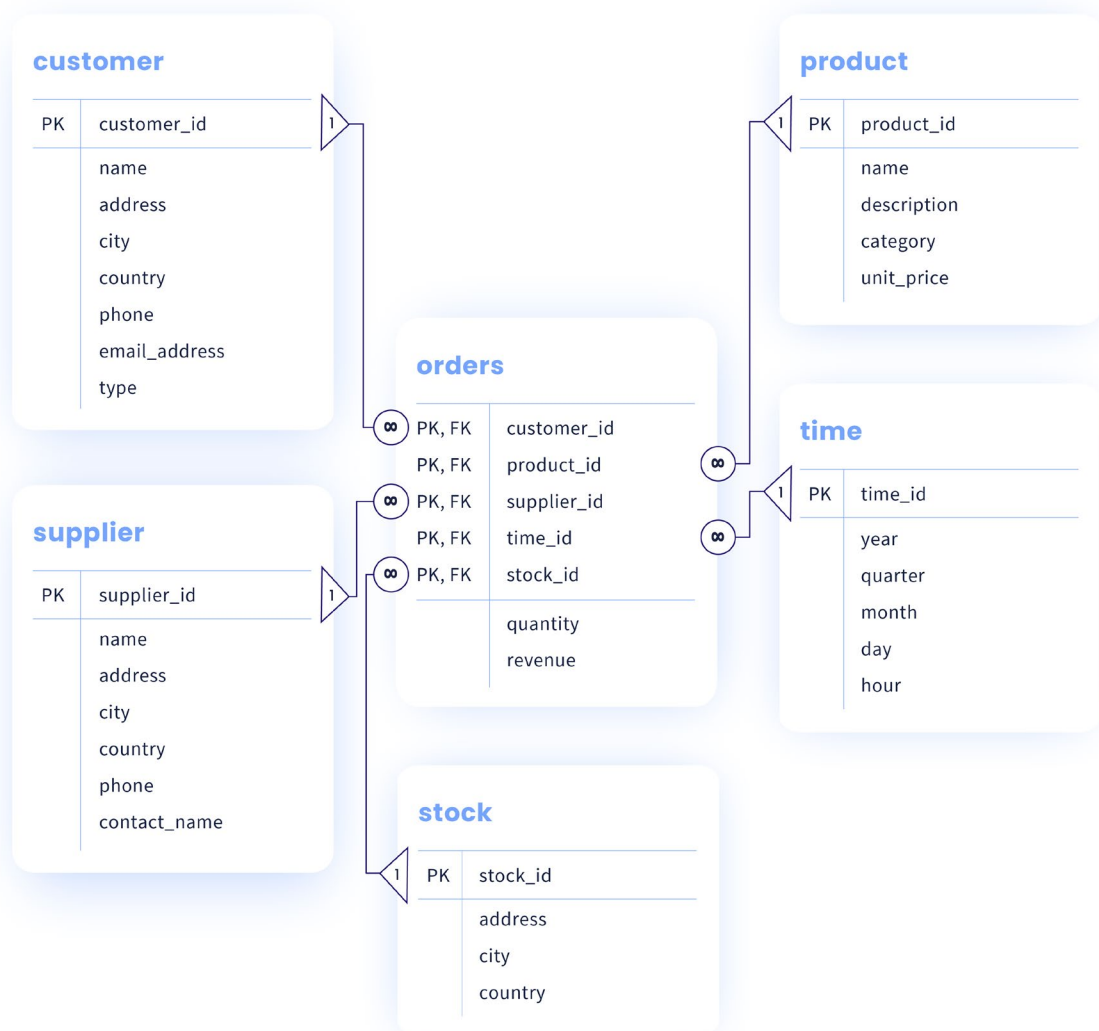 customer
PK customer_id
name
address
city
country
phone
email_address
type
1
product
1
PK product_id
name
description
category
unit_price
orders
∞ PK, FK customer_id
PK, FK product_id ∞
∞ PK, FK supplier_id
PK, FK time_id ∞
∞ PK, FK stock_id
quantity
revenue
time
1
PK time_id
year
quarter
month
day
hour
supplier
PK supplier_id
1
name
address
city
country
phone
contact_name
stock
1
PK stock_id
address
city
country